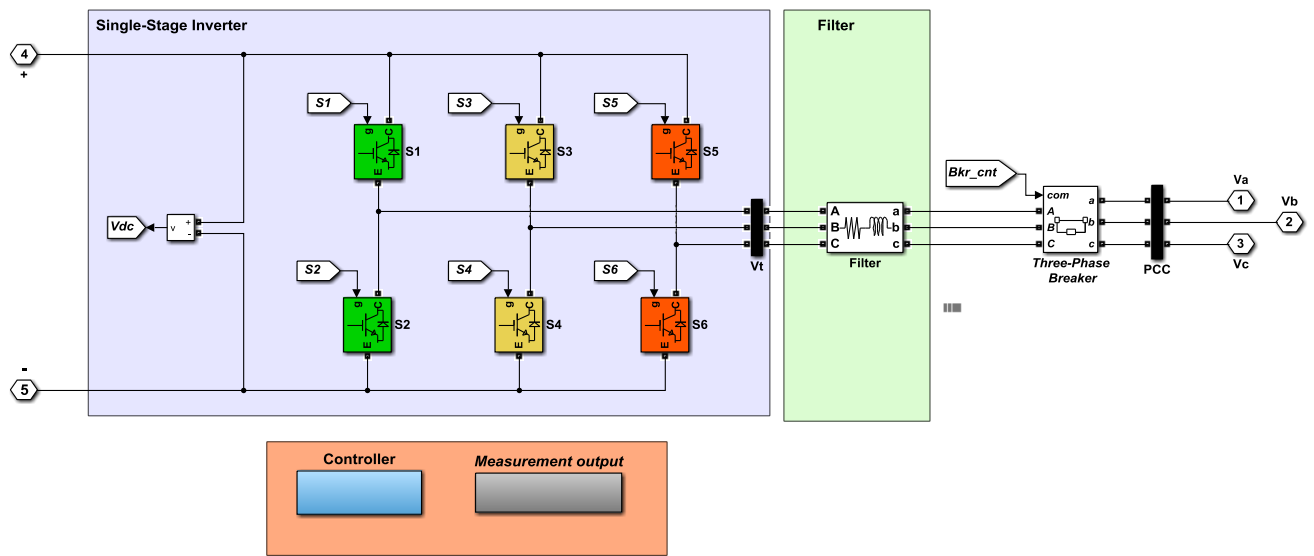 Single-Stage Inverter
Filter
4
+
S1
S3
S5
g
C
E
S1
g
C
E
S3
g
C
E
S5
Bkr_cnt
Va
Vb
Vdc
v
+
-
A
B
C
a
b
c
com
A
B
C
a
b
c
1
2
3
Vt
Filter
Three-Phase
Breaker
PCC
Vc
S2
S4
S6
g
C
E
S2
g
C
E
S4
g
C
E
S6
-
5
Controller
Measurement output